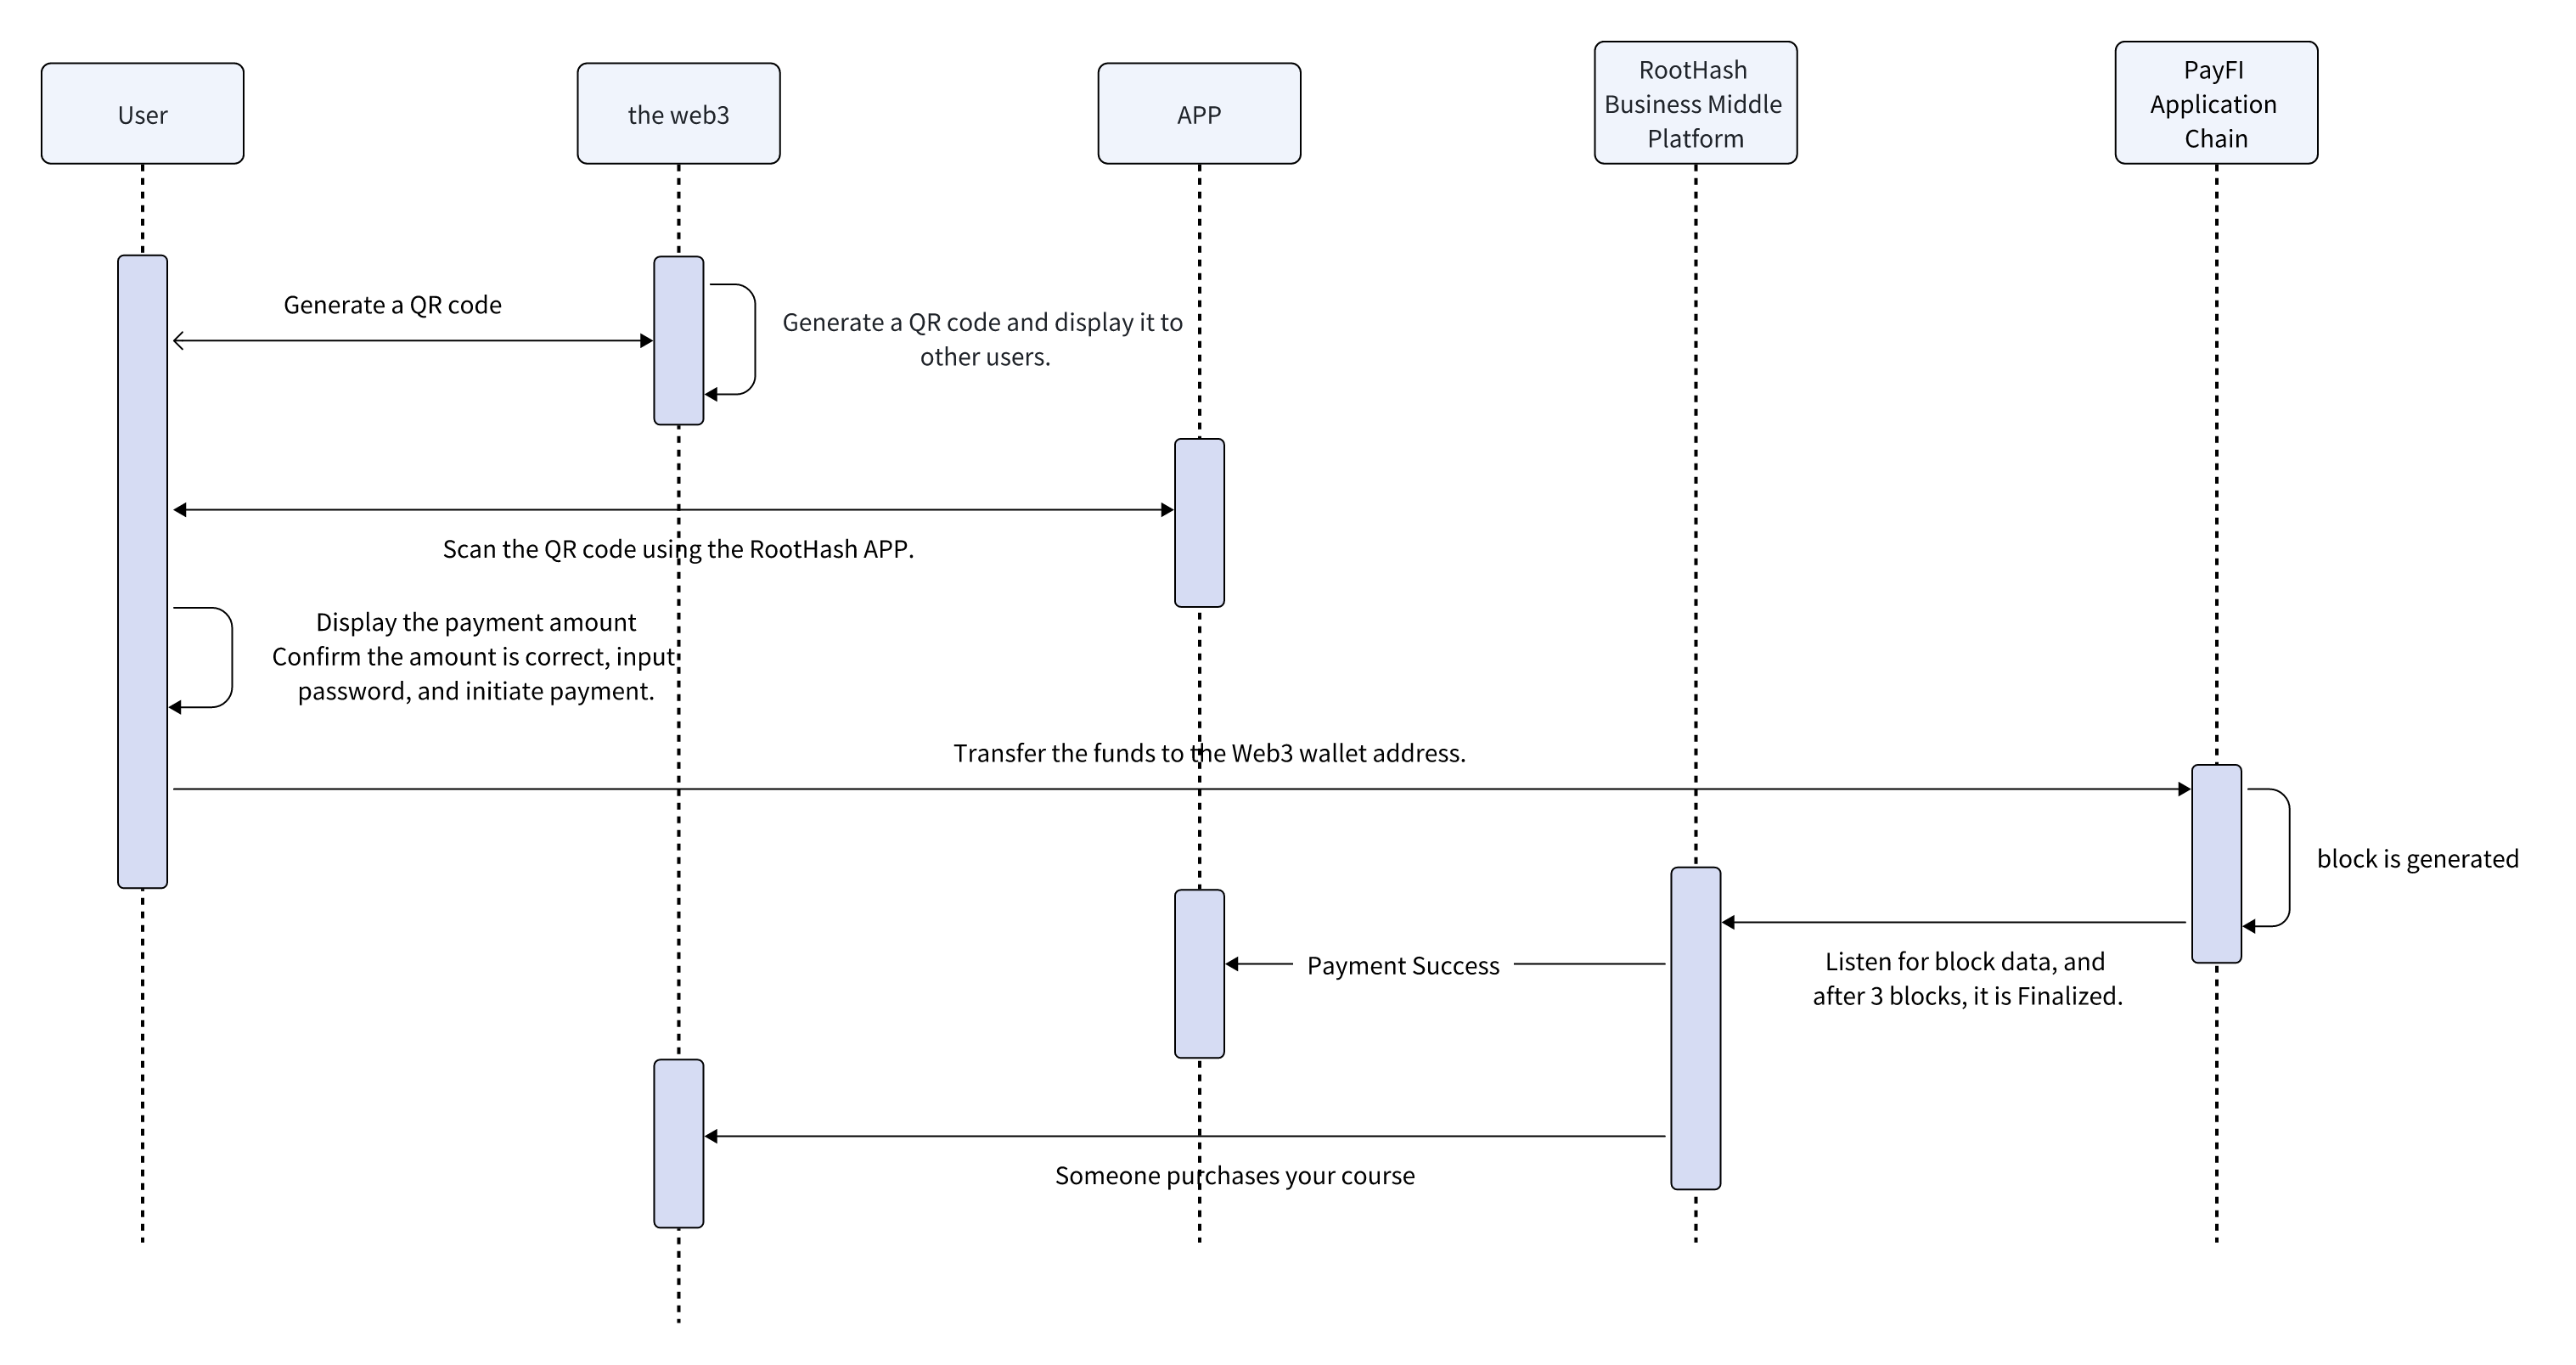 User
the web3
APP
RootHash
Business Middle
Platform
PayFI
Application
Chain
Generate a QR code
Generate a QR code and display it to
other users.
Scan the QR code using the RootHash APP.
Display the payment amount
Confirm the amount is correct, input
password, and initiate payment.
Transfer the funds to the Web3 wallet address.
block is generated
Payment Success
Listen for block data, and
after 3 blocks, it is Finalized.
Someone purchases your course